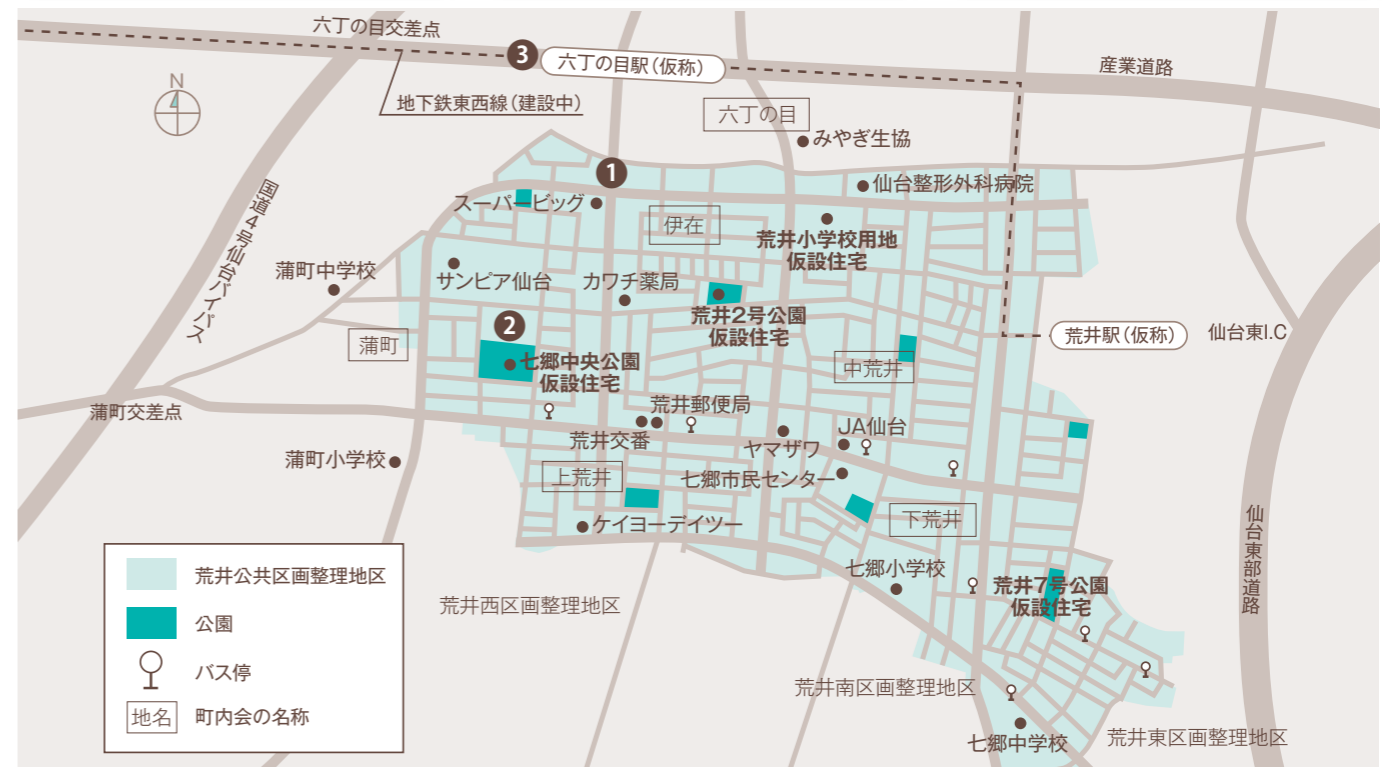 六丁の目交差点
❸
六丁の目駅（仮称）
産業道路
N
地下鉄東西線（建設中）
六丁の目
みやぎ生協
❶
仙台整形外科病院
スーパービッグ
伊在
荒井小学校用地
仮設住宅
国道4号仙台バイパス
蒲町中学校
サンピア仙台
カワチ薬局
荒井2号公園
仮設住宅
❷
蒲町
荒井駅（仮称）
仙台東I.C
七郷中央公園
仮設住宅
中荒井
蒲町交差点
荒井郵便局
荒井交番
ヤマザワ
JA仙台
蒲町小学校
上荒井
七郷市民センター
下荒井
ケイヨーデイツー
仙台東部道路
七郷小学校
荒井7号公園
仮設住宅
荒井西区画整理地区
荒井南区画整理地区
七郷中学校
荒井東区画整理地区
荒井公共区画整理地区
公園
バス停
地名
町内会の名称